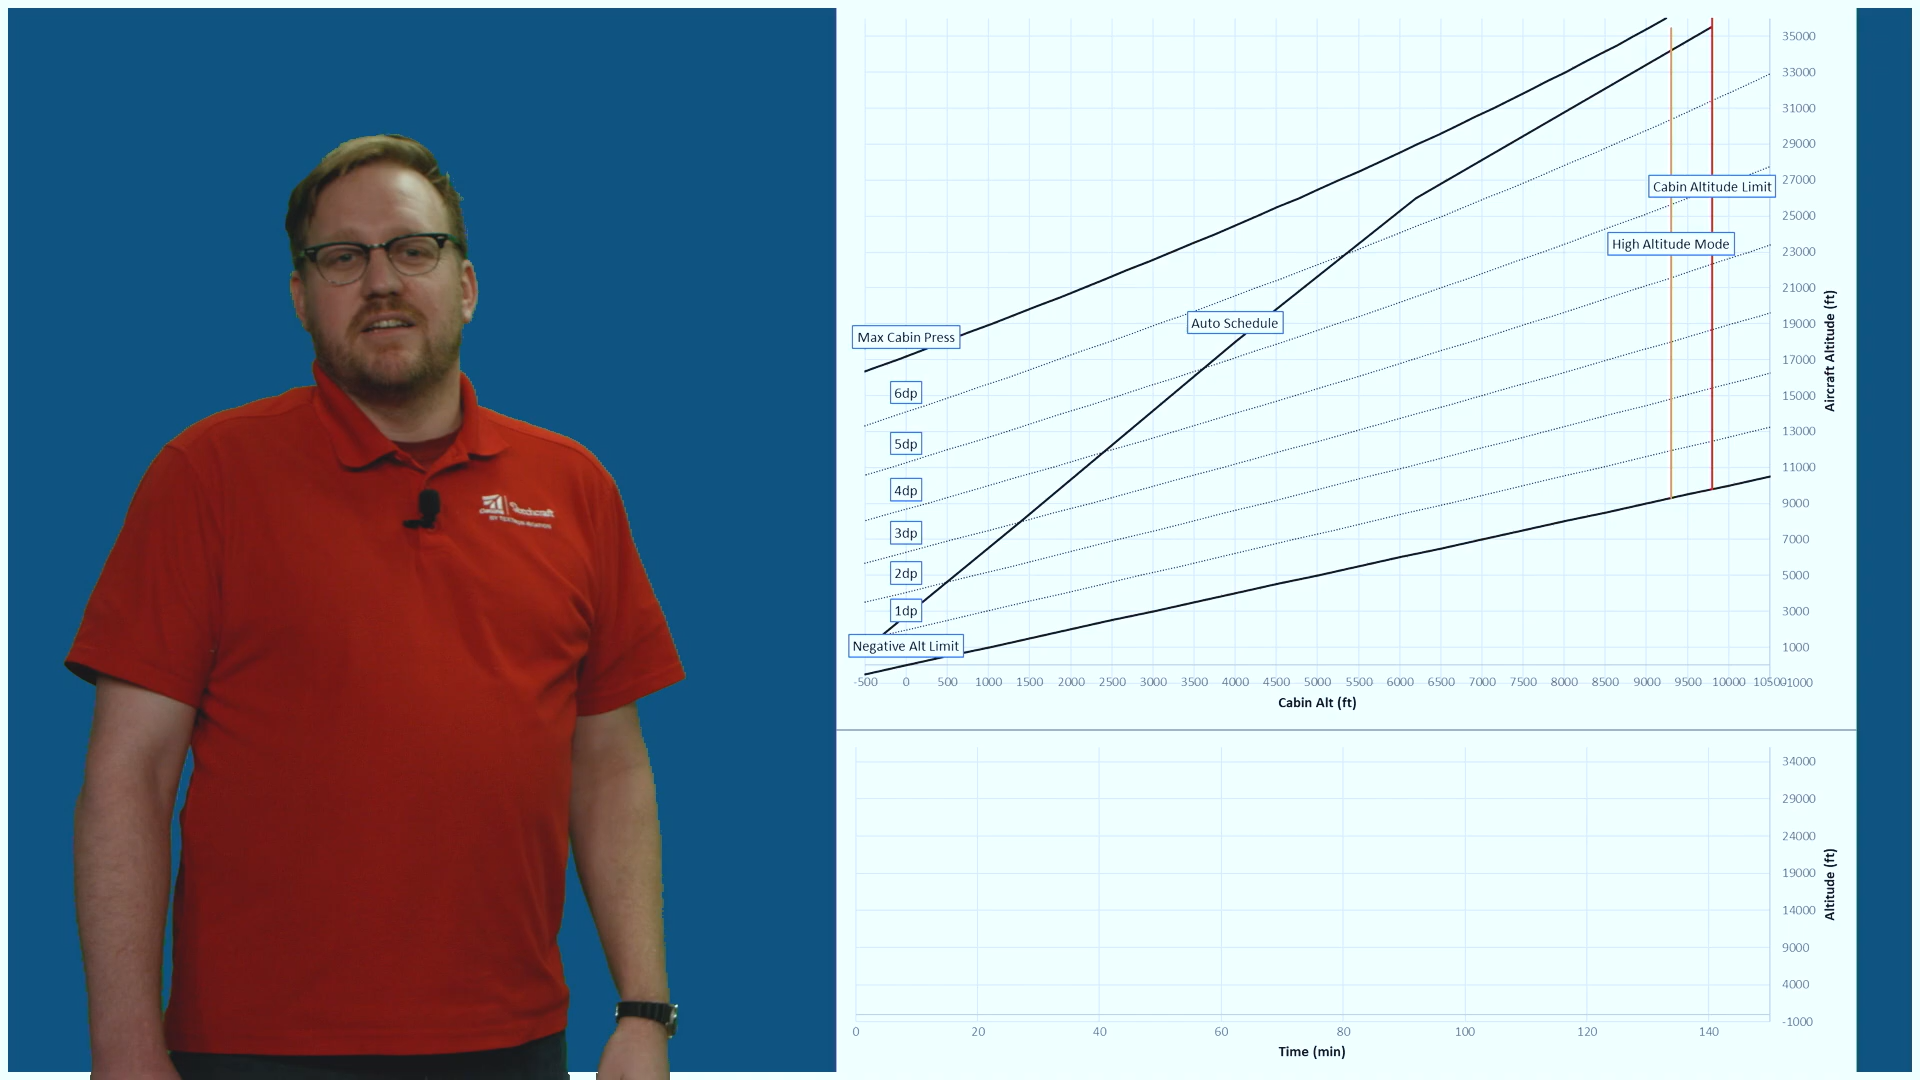 35000
33000
31000
29000
27000
Cabin Altitude Limit
25000
High Altitude Mode
23000
21000
Aircraft Altitude (ft)
19000
Auto Schedule
Max Cabin Press
17000
6dp
15000
5dp
13000
4dp
11000
9000
3dp
7000
2dp
5000
1dp
3000
Negative Alt Limit
1000
-500 0 500 1000 1500 2000 2500 3000 3500 4000 4500 5000 5500 6000 6500 7000 7500 8000 8500 9000 9500 10000 10500 -1000
Cabin Alt (ft)
34000
29000
24000
19000
Altitude (ft)
14000
9000
4000
-1000
0 20 40 60 80 100 120 140
Time (min)